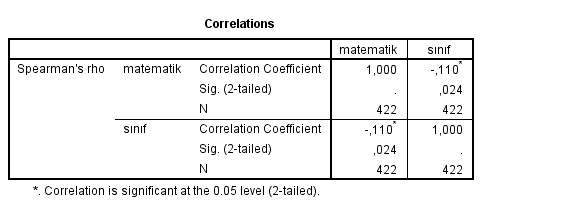 Correlations
matematik sınıf
Spearman's rho matematik Correlation Coefficient 1,000 -,110*
Sig. (2-tailed) . ,024
N 422 422
sınıf Correlation Coefficient -,110* 1,000
Sig. (2-tailed) ,024 .
N 422 422
*. Correlation is significant at the 0.05 level (2-tailed).